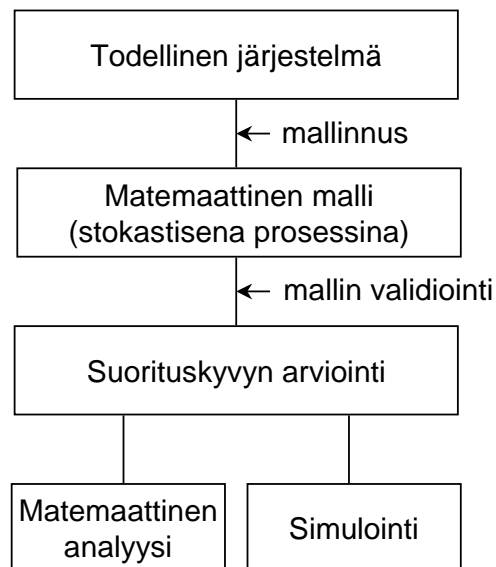 Todellinen järjestelmä
mallinnus
Matemaattinen malli
(stokastisena prosessina)
mallin validiointi
Suorituskyvyn arviointi
Matemaattinen
analyysi
Simulointi